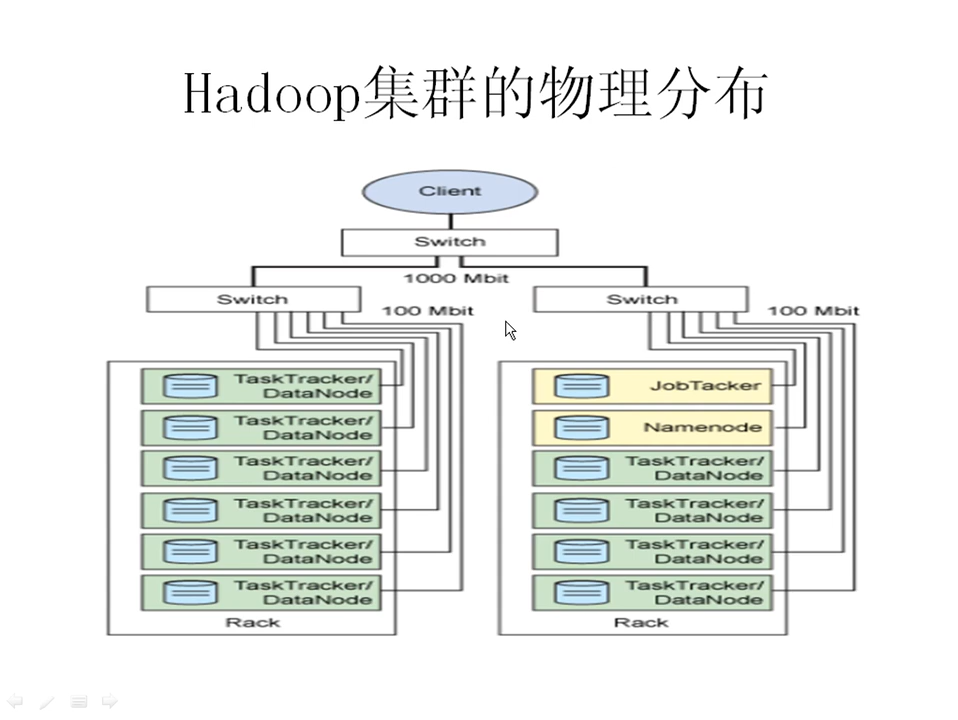 Hadoop集群的物理分布
Client
Switch
1000 Mbit
Switch
100 Mbit
Switch
100 Mbit
TaskTracker/
DataNode
TaskTracker/
DataNode
TaskTracker/
DataNode
TaskTracker/
DataNode
TaskTracker/
DataNode
TaskTracker/
DataNode
Rack
JobTacker
Namenode
TaskTracker/
DataNode
TaskTracker/
DataNode
TaskTracker/
DataNode
TaskTracker/
DataNode
Rack